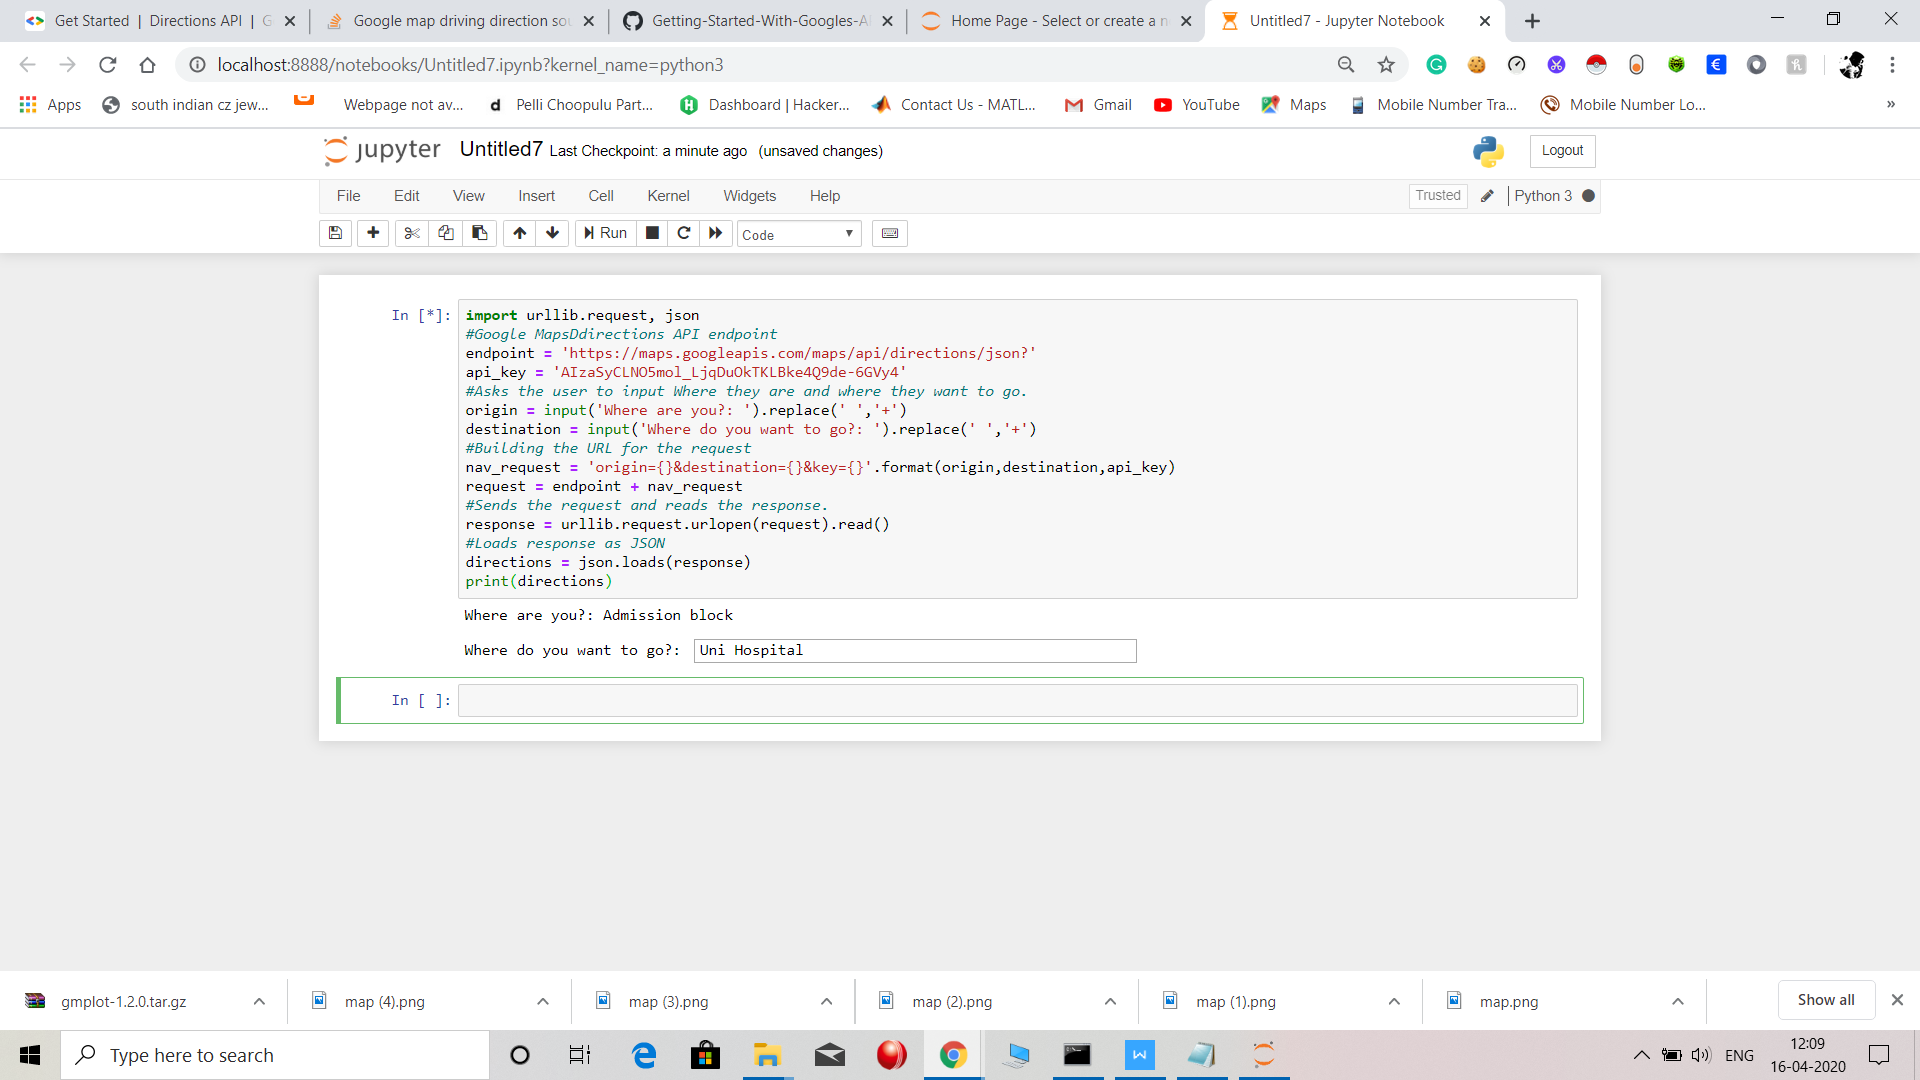 Get Started | Directions API | G
Google map driving direction sou
Getting-Started-With-Googles-A
Home Page - Select or create a n
Untitled7 - Jupyter Notebook
localhost:8888/notebooks/Untitled7.ipynb?kernel_name=python3
Apps
south indian cz jew...
Webpage not av...
d Pelli Choopulu Part...
Dashboard | Hacker...
Contact Us - MATL...
Gmail
YouTube
Maps
Mobile Number Tra...
Mobile Number Lo...
»
jupyter Untitled7 Last Checkpoint: a minute ago (unsaved changes)
Logout
File Edit View Insert Cell Kernel Widgets Help
Trusted
Python 3
Run
Code
In [*]:
import urllib.request, json
#Google MapsDdirections API endpoint
endpoint = 'https://maps.googleapis.com/maps/api/directions/json?'
api_key = 'AIzaSyCLNO5mol_LjqDuOkTKLBke4Q9de-6GVy4'
#Asks the user to input Where they are and where they want to go.
origin = input('Where are you?: ').replace(' ','+')
destination = input('Where do you want to go?: ').replace(' ','+')
#Building the URL for the request
nav_request = 'origin={}&destination={}&key={}'.format(origin,destination,api_key)
request = endpoint + nav_request
#Sends the request and reads the response.
response = urllib.request.urlopen(request).read()
#Loads response as JSON
directions = json.loads(response)
print(directions)
Where are you?: Admission block
Where do you want to go?: Uni Hospital
In [ ]:
gmplot-1.2.0.tar.gz
map (4).png
map (3).png
map (2).png
map (1).png
map.png
Show all
Type here to search
ENG
12:09
16-04-2020